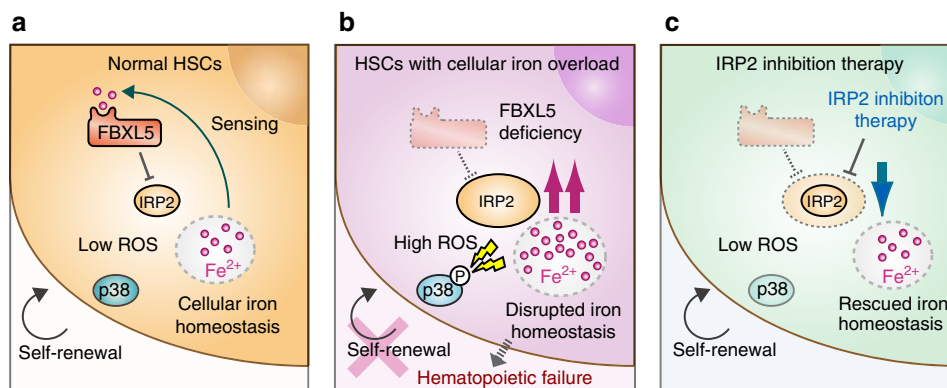 a
Normal HSCs
FBXL5
Sensing
IRP2
Low ROS
Fe2+
p38
Cellular iron
homeostasis
Self-renewal
b
HSCs with cellular iron overload
FBXL5
deficiency
IRP2
High ROS
P
p38
Fe2+
Disrupted iron
homeostasis
Self-renewal
Hematopoietic failure
c
IRP2 inhibition therapy
IRP2 inhibiton
therapy
IRP2
Low ROS
Fe2+
p38
Rescued iron
homeostasis
Self-renewal